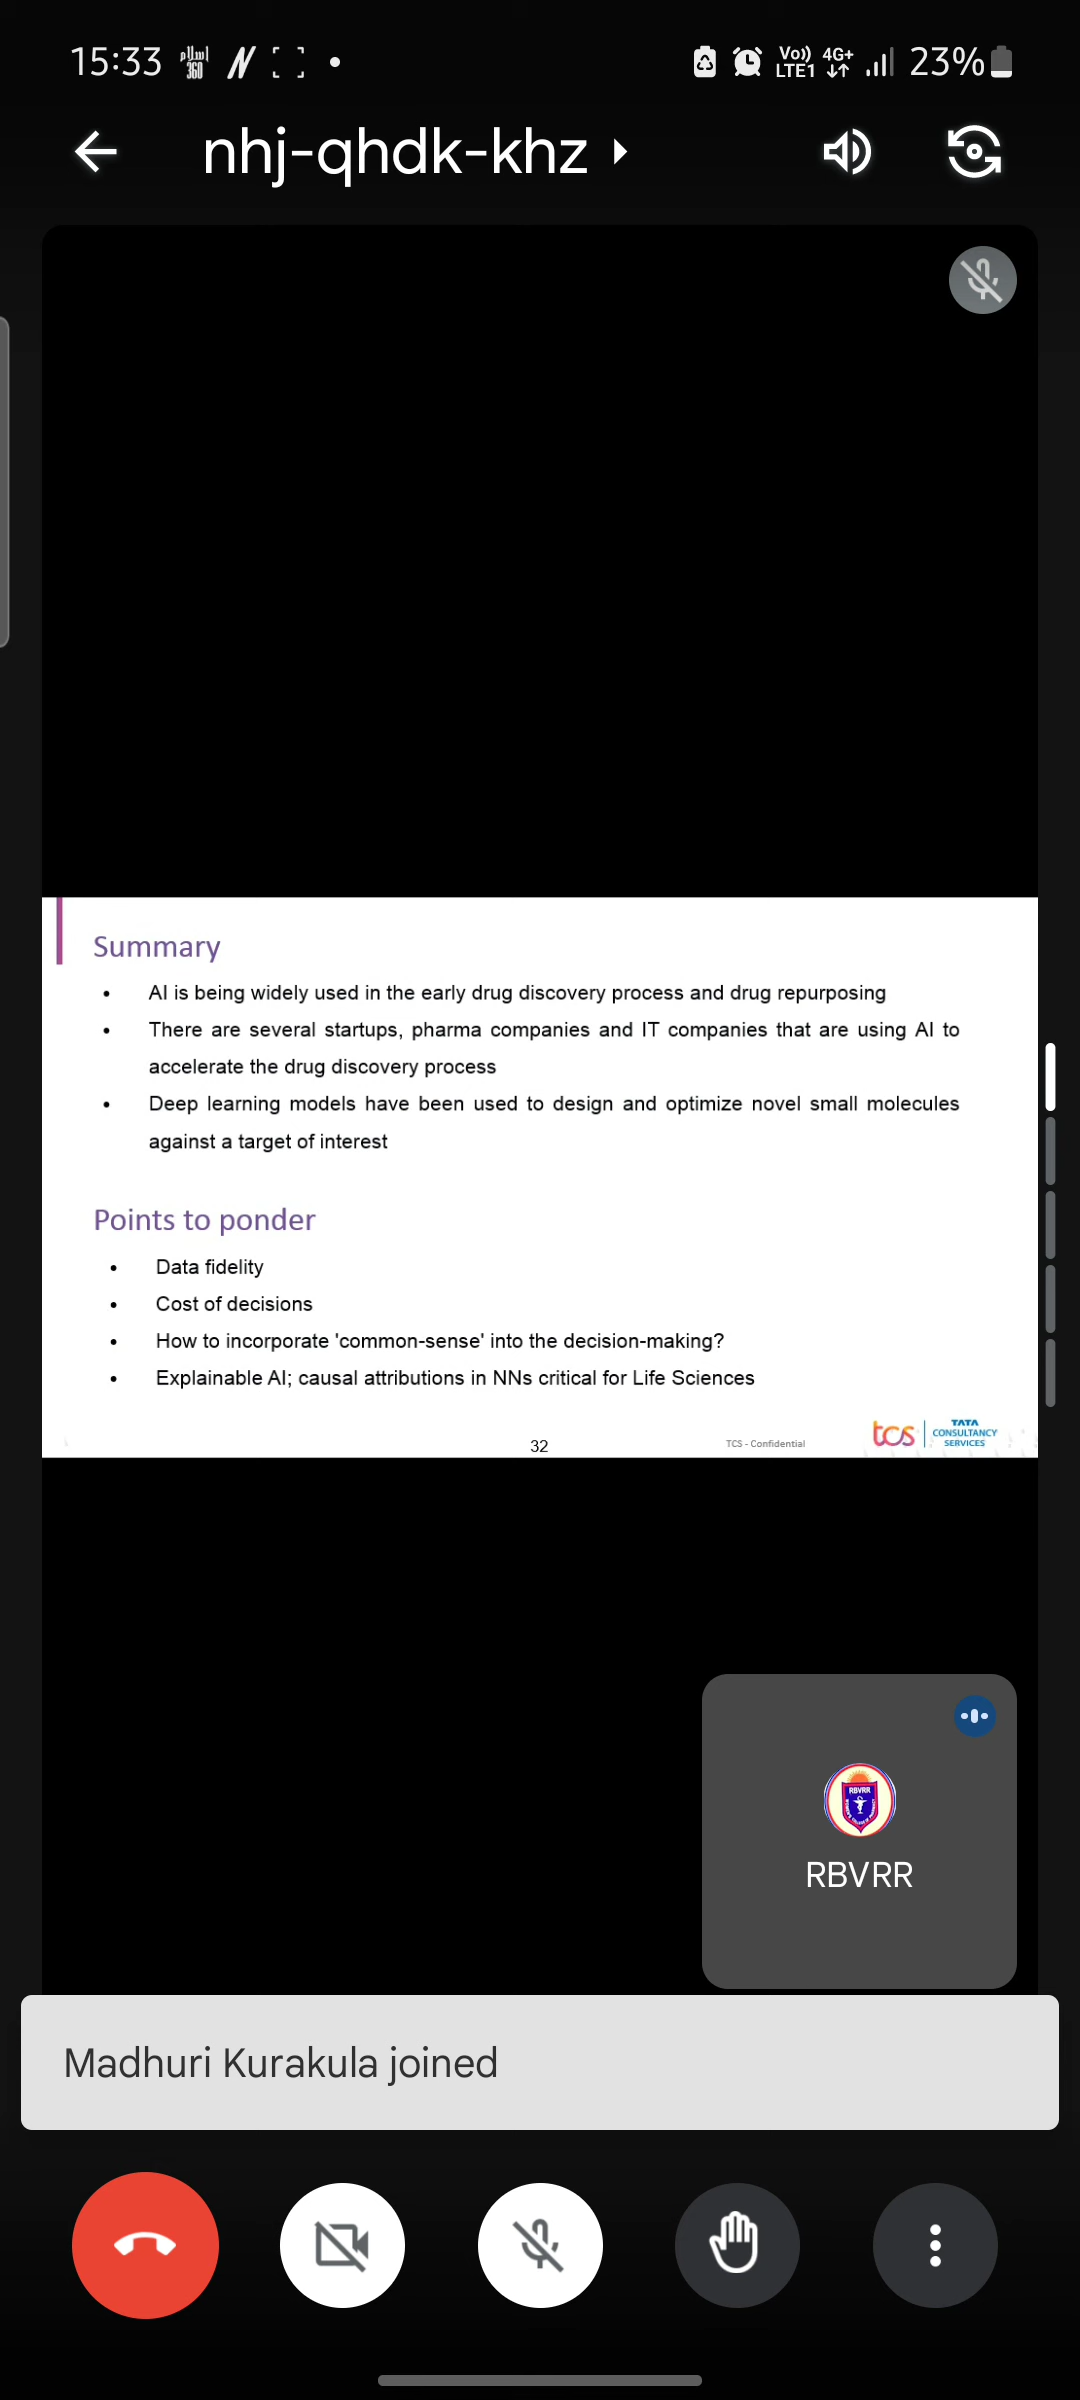 15:33 اسلام 360
Vo)) LTE1 4G+ 23%
nhj-qhdk-khz
Summary
• AI is being widely used in the early drug discovery process and drug repurposing
• There are several startups, pharma companies and IT companies that are using AI to
accelerate the drug discovery process
• Deep learning models have been used to design and optimize novel small molecules
against a target of interest
Points to ponder
• Data fidelity
• Cost of decisions
• How to incorporate 'common-sense' into the decision-making?
• Explainable AI; causal attributions in NNs critical for Life Sciences
32
TCS - Confidential
tcs
TATA
CONSULTANCY
SERVICES
RBVRR
RBVRR
Madhuri Kurakula joined